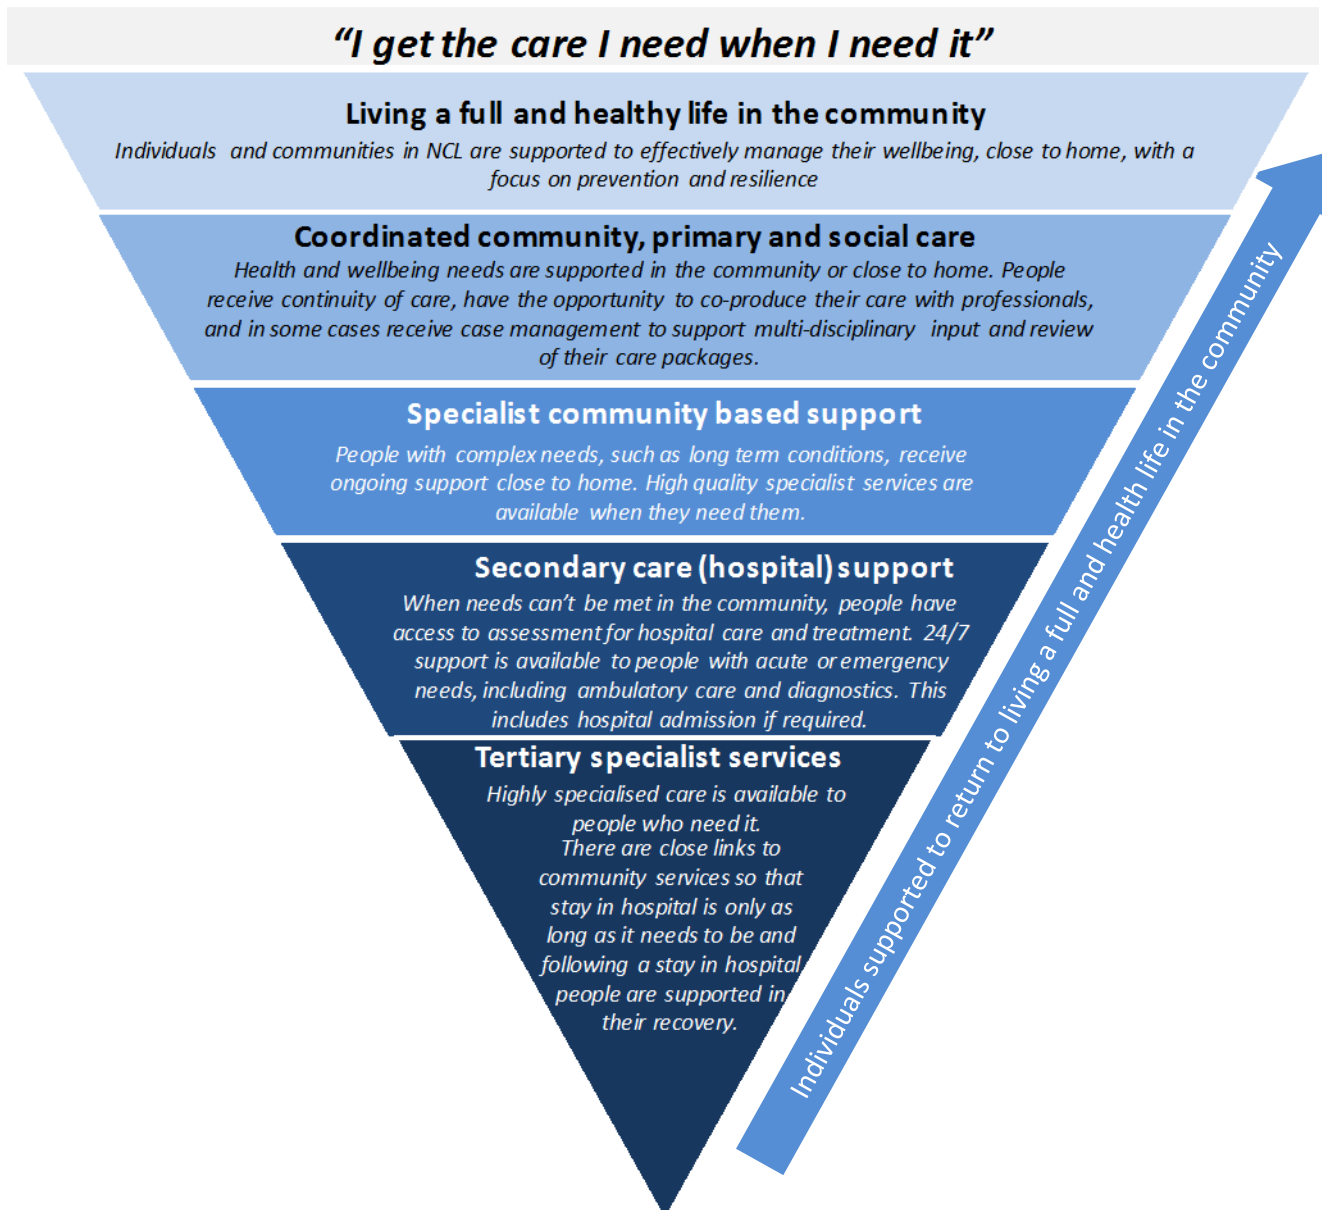 “I get the care I need when I need it”
Living a full and healthy life in the community
Individuals and communities in NCL are supported to effectively manage their wellbeing, close to home, with a
focus on prevention and resilience
Coordinated community, primary and social care
Health and wellbeing needs are supported in the community or close to home. People
receive continuity of care, have the opportunity to co-produce their care with professionals,
and in some cases receive case management to support multi-disciplinary input and review
of their care packages.
Specialist community based support
People with complex needs, such as long term conditions, receive
ongoing support close to home. High quality specialist services are
available when they need them.
Secondary care (hospital) support
When needs can’t be met in the community, people have
access to assessment for hospital care and treatment. 24/7
support is available to people with acute or emergency
needs, including ambulatory care and diagnostics. This
includes hospital admission if required.
Tertiary specialist services
Highly specialised care is available to
people who need it.
There are close links to
community services so that
stay in hospital is only as
long as it needs to be and
following a stay in hospital
people are supported in
their recovery.
Individuals supported to return to living a full and health life in the community